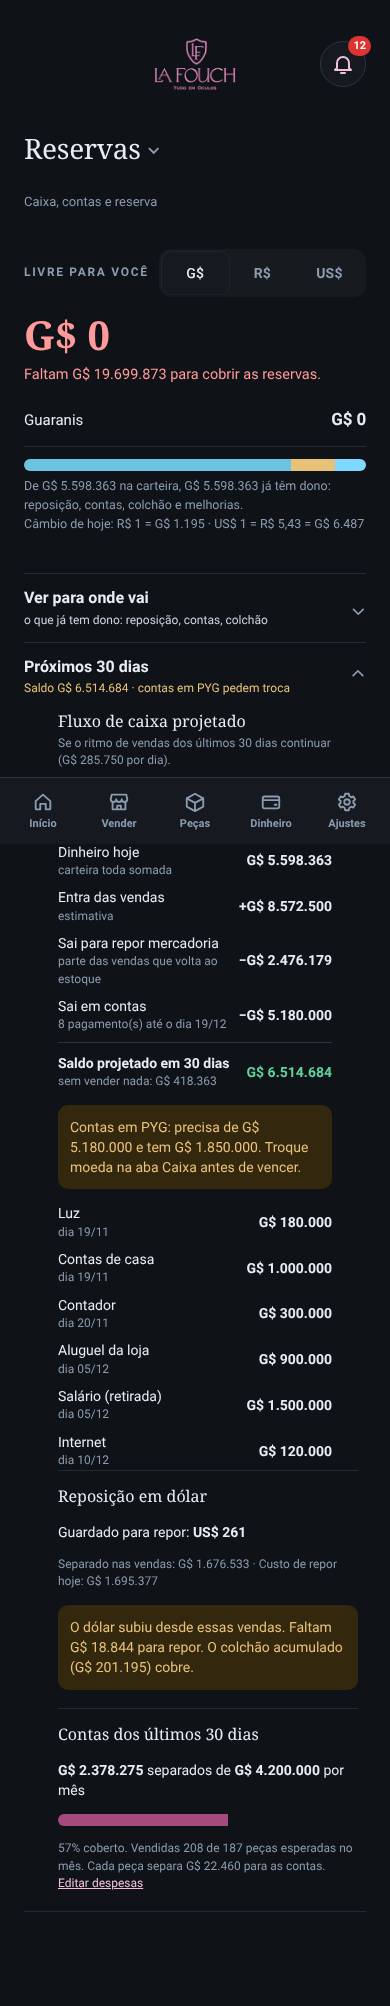 LF
LA FOUCH
TUDO EM ÓCULOS
12
Reservas
Caixa, contas e reserva
LIVRE PARA VOCÊ
G$
R$
US$
G$ 0
Faltam G$ 19.699.873 para cobrir as reservas.
Guaranis
G$ 0
De G$ 5.598.363 na carteira, G$ 5.598.363 já têm dono:
reposição, contas, colchão e melhorias.
Câmbio de hoje: R$ 1 = G$ 1.195 · US$ 1 = R$ 5,43 = G$ 6.487
Ver para onde vai
o que já tem dono: reposição, contas, colchão
Próximos 30 dias
Saldo G$ 6.514.684 · contas em PYG pedem troca
Fluxo de caixa projetado
Se o ritmo de vendas dos últimos 30 dias continuar
(G$ 285.750 por dia).
Início
Vender
Peças
Dinheiro
Ajustes
Dinheiro hoje
carteira toda somada
G$ 5.598.363
Entra das vendas
estimativa
+G$ 8.572.500
Sai para repor mercadoria
parte das vendas que volta ao
estoque
−G$ 2.476.179
Sai em contas
8 pagamento(s) até o dia 19/12
−G$ 5.180.000
Saldo projetado em 30 dias
sem vender nada: G$ 418.363
G$ 6.514.684
Contas em PYG: precisa de G$
5.180.000 e tem G$ 1.850.000. Troque
moeda na aba Caixa antes de vencer.
Luz
dia 19/11
G$ 180.000
Contas de casa
dia 19/11
G$ 1.000.000
Contador
dia 20/11
G$ 300.000
Aluguel da loja
dia 05/12
G$ 900.000
Salário (retirada)
dia 05/12
G$ 1.500.000
Internet
dia 10/12
G$ 120.000
Reposição em dólar
Guardado para repor: US$ 261
Separado nas vendas: G$ 1.676.533 · Custo de repor
hoje: G$ 1.695.377
O dólar subiu desde essas vendas. Faltam
G$ 18.844 para repor. O colchão acumulado
(G$ 201.195) cobre.
Contas dos últimos 30 dias
G$ 2.378.275 separados de G$ 4.200.000 por
mês
57% coberto. Vendidas 208 de 187 peças esperadas no
mês. Cada peça separa G$ 22.460 para as contas.
Editar despesas